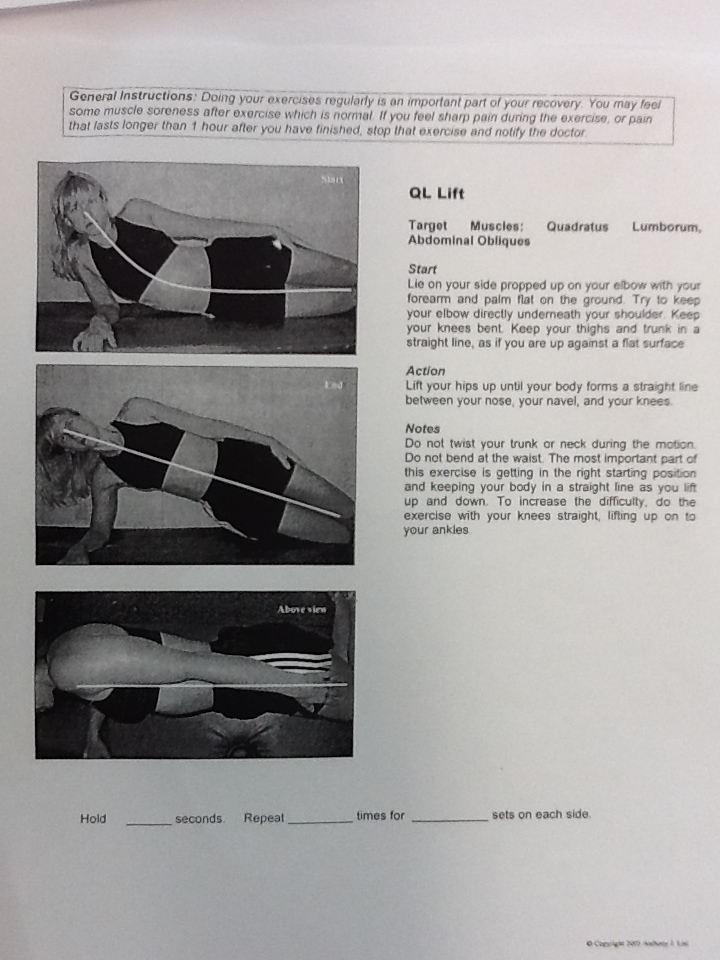 General Instructions: Doing your exercises regularly is an important part of your recovery. You may feel
some muscle soreness after exercise which is normal. If you feel sharp pain during the exercise, or pain
that lasts longer than 1 hour after you have finished, stop that exercise and notify the doctor.
Start
QL Lift
Target Muscles: Quadratus Lumborum,
Abdominal Obliques
Start
Lie on your side propped up on your elbow with your
forearm and palm flat on the ground. Try to keep
your elbow directly underneath your shoulder. Keep
your knees bent. Keep your thighs and trunk in a
straight line, as if you are up against a flat surface
End
Action
Lift your hips up until your body forms a straight line
between your nose, your navel, and your knees.
Notes
Do not twist your trunk or neck during the motion.
Do not bend at the waist. The most important part of
this exercise is getting in the right starting position
and keeping your body in a straight line as you lift
up and down. To increase the difficulty, do the
exercise with your knees straight, lifting up on to
your ankles
Above view
Hold ______ seconds. Repeat ________ times for __________ sets on each side.
© Copyright Anthony J.